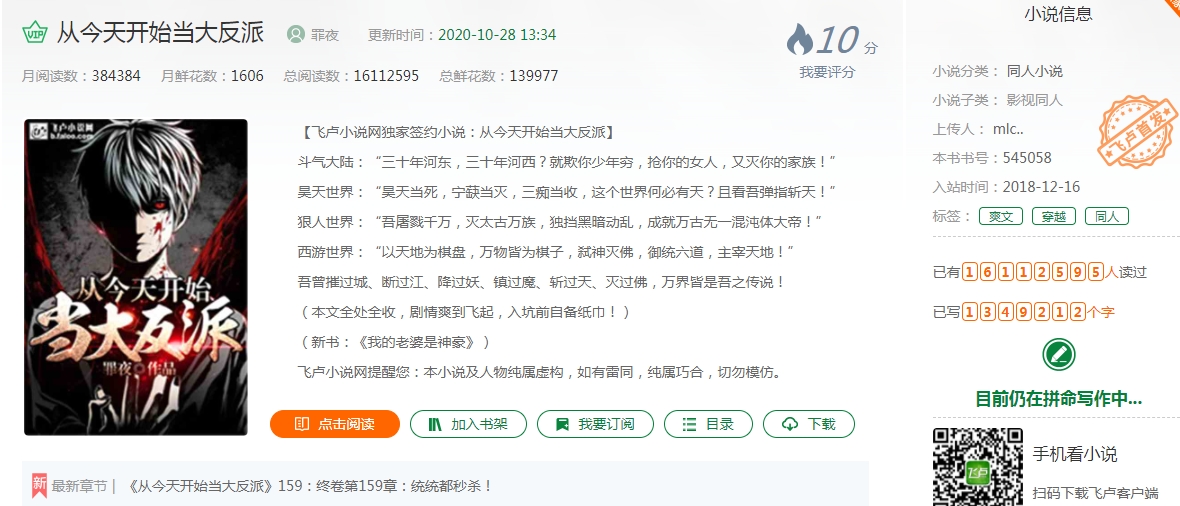 VIP 从今天开始当大反派 罪夜 更新时间：2020-10-28 13:34
10 分
我要评分
月阅读数：384384 月鲜花数：1606 总阅读数：16112595 总鲜花数：139977
飞卢小说网
b.faloo.com
从今天开始
当大反派
罪夜 作品
【飞卢小说网独家签约小说：从今天开始当大反派】
斗气大陆：“三十年河东，三十年河西？就欺你少年穷，抢你的女人，又灭你的家族！”
昊天世界：“昊天当死，宁获当灭，三痴当收，这个世界何必有天？且看吾弹指斩天！”
狠人世界：“吾屠戮千万，灭太古万族，独挡黑暗动乱，成就万古无一混沌体大帝！”
西游世界：“以天地为棋盘，万物皆为棋子，弑神灭佛，御统六道，主宰天地！”
吾曾摧过城、断过江、降过妖、镇过魔、斩过天、灭过佛，万界皆是吾之传说！
（本文全处全收，剧情爽到飞起，入坑前自备纸巾！）
（新书：《我的老婆是神豪》）
飞卢小说网提醒您：本小说及人物纯属虚构，如有雷同，纯属巧合，切勿模仿。
点击阅读 加入书架 我要订阅 目录 下载
新 最新章节 | 《从今天开始当大反派》159：终卷第159章：统统都秒杀！
小说信息
小说分类： 同人小说
小说子类： 影视同人
上传人： mlc..
本书书号：545058
入站时间：2018-12-16
标签： 爽文 穿越 同人
飞卢首发
已有16112595人读过
已写1349212个字
目前仍在拼命写作中...
飞卢
手机看小说
扫码下载飞卢客户端